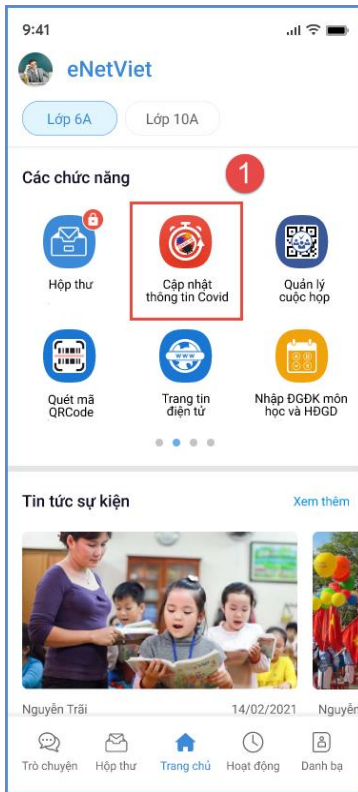 9:41
eNetViet
Lớp 6A
Lớp 10A
Các chức năng
1
Hộp thư
Cập nhật
thông tin Covid
Quản lý
cuộc họp
Quét mã
QRCode
WWW
Trang tin
điện tử
Nhập ĐGĐK môn
học và HĐGD
Tin tức sự kiện
Xem thêm
Nguyễn Trãi
14/02/2021
Nguyễn
Trò chuyện
Hộp thư
Trang chủ
Hoạt động
Danh bạ